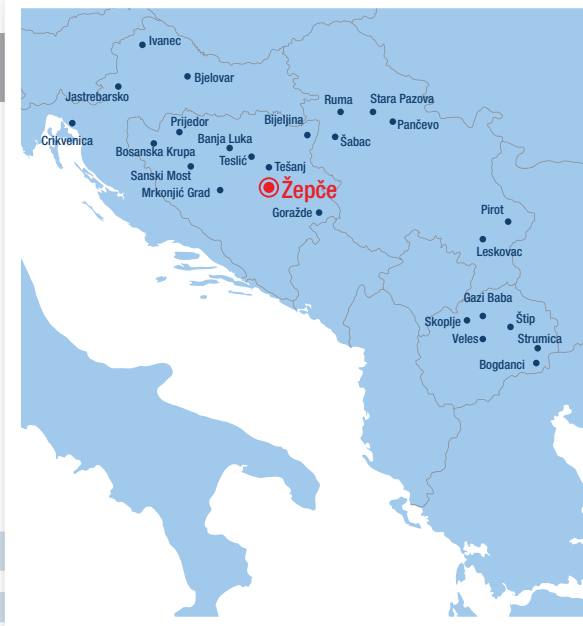 Ivanec
Bjelovar
Jastrebarsko
Ruma
Stara Pazova
Crikvenica
Prijedor
Bijeljina
Pančevo
Bosanska Krupa
Banja Luka
Šabac
Teslić
Tešanj
Sanski Most
Mrkonjić Grad
Žepče
Goražde
Pirot
Leskovac
Gazi Baba
Skoplje
Štip
Veles
Strumica
Bogdanci